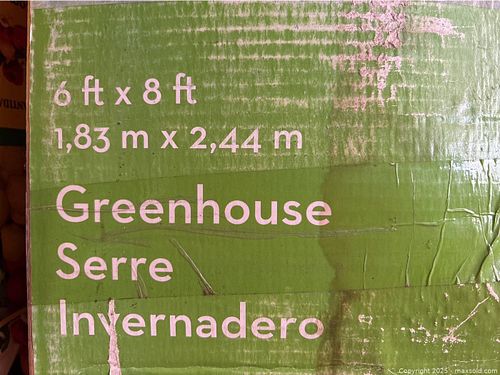 6 ft x 8 ft
1,83 m x 2,44 m
Greenhouse
Serre
Invernadero
Copyright 2025 - maxsold.com